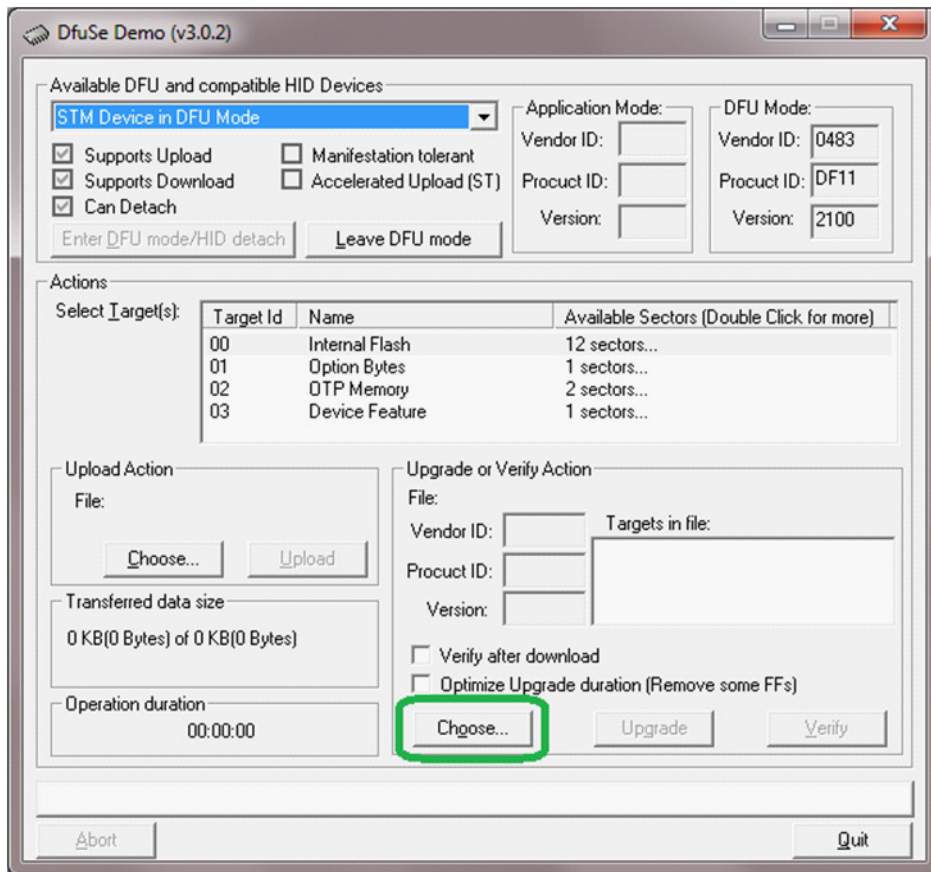 DfuSe Demo (v3.0.2)
Available DFU and compatible HID Devices
STM Device in DFU Mode
Supports Upload
Manifestation tolerant
Supports Download
Accelerated Upload (ST)
Can Detach
Enter DFU mode/HID detach
Leave DFU mode
Application Mode:
Vendor ID:
Procuct ID:
Version:
DFU Mode:
Vendor ID: 0483
Procuct ID: DF11
Version: 2100
Actions
Select Target(s):
Target Id Name Available Sectors (Double Click for more)
00 Internal Flash 12 sectors...
01 Option Bytes 1 sectors...
02 OTP Memory 2 sectors...
03 Device Feature 1 sectors...
Upload Action
File:
Choose... Upload
Transferred data size
0 KB(0 Bytes) of 0 KB(0 Bytes)
Operation duration
00:00:00
Upgrade or Verify Action
File:
Vendor ID:
Targets in file:
Procuct ID:
Version:
Verify after download
Optimize Upgrade duration (Remove some FFs)
Choose... Upgrade Verify
Abort Quit